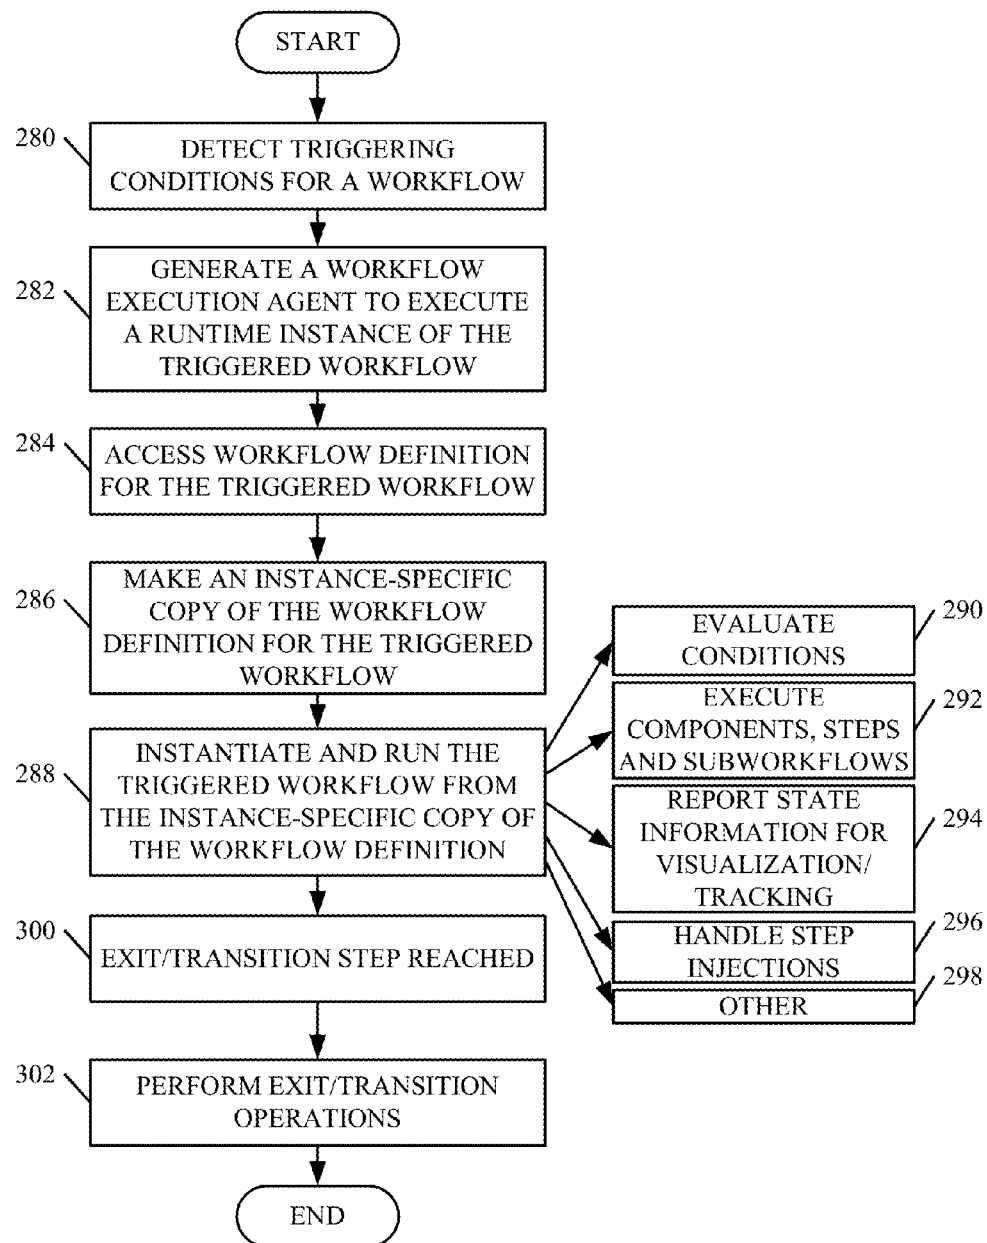 START
280
DETECT TRIGGERING
CONDITIONS FOR A WORKFLOW
282
GENERATE A WORKFLOW
EXECUTION AGENT TO EXECUTE
A RUNTIME INSTANCE OF THE
TRIGGERED WORKFLOW
284
ACCESS WORKFLOW DEFINITION
FOR THE TRIGGERED WORKFLOW
286
MAKE AN INSTANCE-SPECIFIC
COPY OF THE WORKFLOW
DEFINITION FOR THE TRIGGERED
WORKFLOW
288
INSTANTIATE AND RUN THE
TRIGGERED WORKFLOW FROM
THE INSTANCE-SPECIFIC COPY OF
THE WORKFLOW DEFINITION
290
EVALUATE
CONDITIONS
292
EXECUTE
COMPONENTS, STEPS
AND SUBWORKFLOWS
294
REPORT STATE
INFORMATION FOR
VISUALIZATION/
TRACKING
296
HANDLE STEP
INJECTIONS
298
OTHER
300
EXIT/TRANSITION STEP REACHED
302
PERFORM EXIT/TRANSITION
OPERATIONS
END